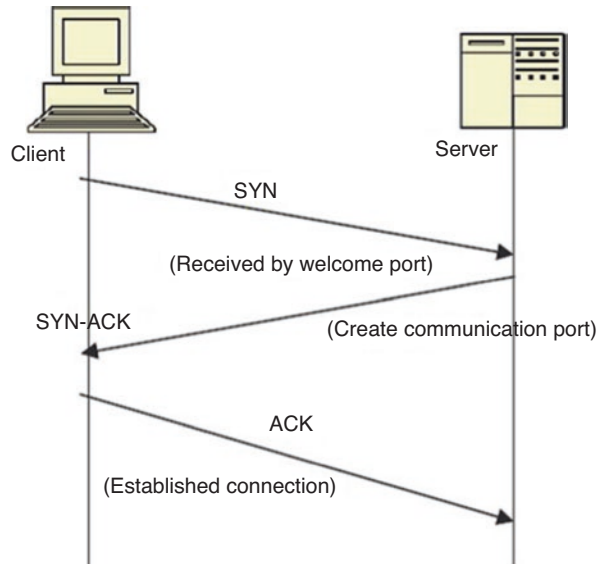 Client
Server
SYN
(Received by welcome port)
SYN-ACK
(Create communication port)
ACK
(Established connection)